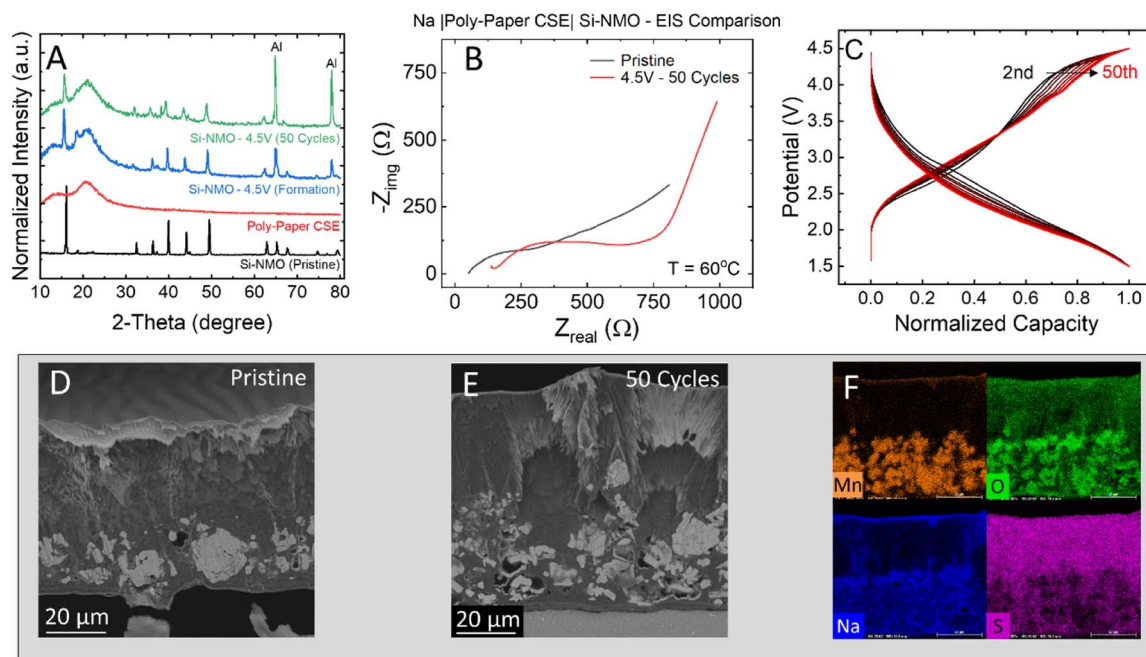 Na |Poly-Paper CSE| Si-NMO - EIS Comparison
A
Normalized Intensity (a.u.)
Al
Al
Si-NMO - 4.5V (50 Cycles)
Si-NMO - 4.5V (Formation)
Poly-Paper CSE
Si-NMO (Pristine)
10 20 30 40 50 60 70 80
2-Theta (degree)
B
-Z_img (Ω)
750
500
250
0
Pristine
4.5V - 50 Cycles
T = 60°C
0 250 500 750 1000
Z_real (Ω)
C
Potential (V)
4.5
4.0
3.5
3.0
2.5
2.0
1.5
2nd
50th
0.0 0.2 0.4 0.6 0.8 1.0
Normalized Capacity
D
Pristine
20 μm
E
50 Cycles
20 μm
F
Mn
O
Na
S